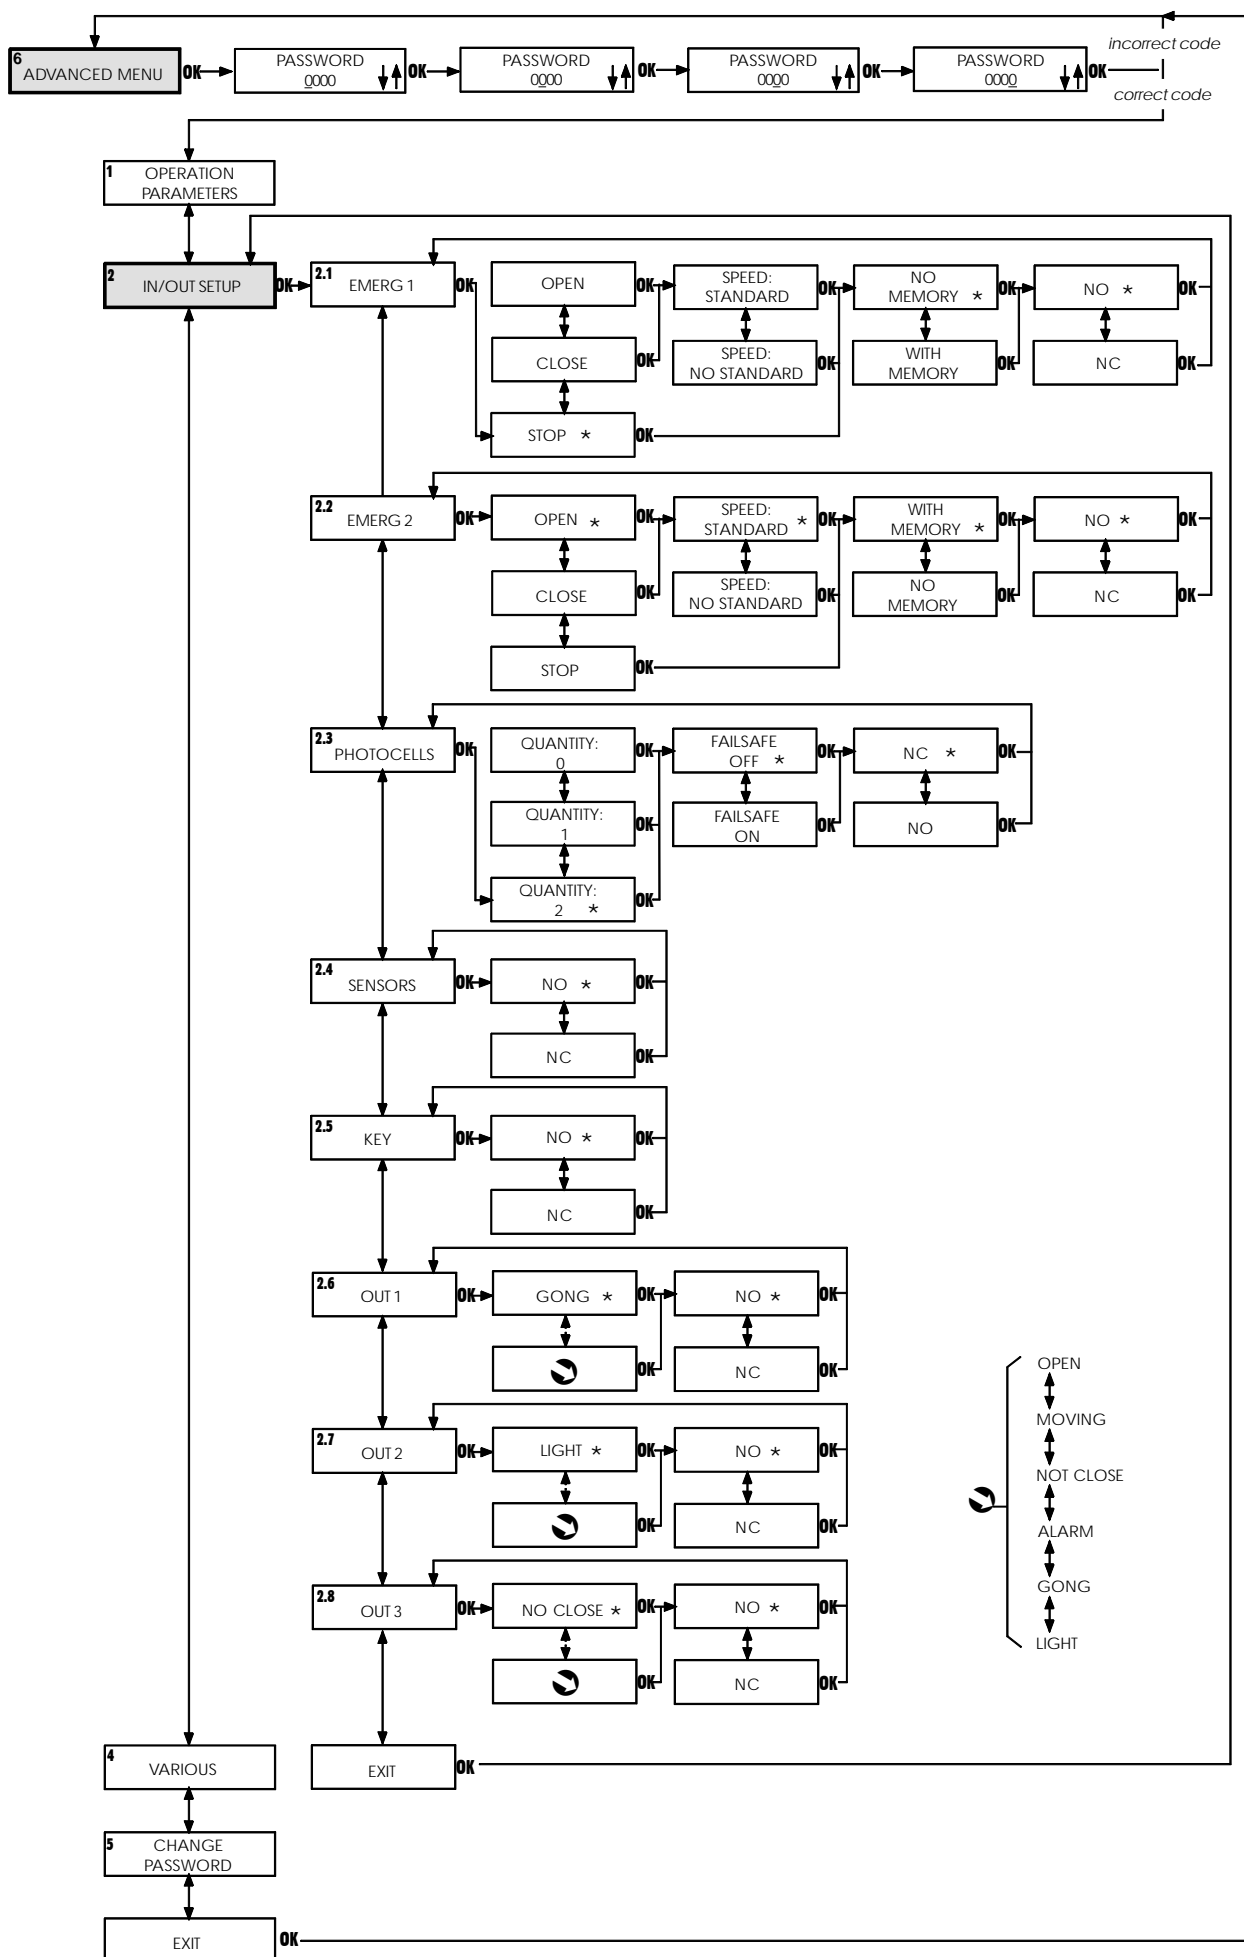 incorrect code
6
ADVANCED MENU
OK
PASSWORD
0000
OK
PASSWORD
0000
OK
PASSWORD
0000
OK
PASSWORD
0000
OK
correct code
1
OPERATION
PARAMETERS
2
IN/OUT SETUP
OK
2.1
EMERG 1
OK
OPEN
OK
SPEED:
STANDARD
OK
NO
MEMORY *
OK
NO *
OK
CLOSE
OK
SPEED:
NO STANDARD
OK
WITH
MEMORY
OK
NC
OK
STOP *
OK
2.2
EMERG 2
OK
OPEN *
OK
SPEED:
STANDARD *
OK
WITH
MEMORY *
OK
NO *
OK
CLOSE
OK
SPEED:
NO STANDARD
OK
NO
MEMORY
OK
NC
OK
STOP
OK
2.3
PHOTOCELLS
OK
QUANTITY:
0
OK
FAILSAFE
OFF *
OK
NC *
OK
QUANTITY:
1
OK
FAILSAFE
ON
OK
NO
OK
QUANTITY:
2 *
OK
2.4
SENSORS
OK
NO *
OK
NC
OK
2.5
KEY
OK
NO *
OK
NC
OK
2.6
OUT 1
OK
GONG *
OK
NO *
OK
OK
NC
OK
2.7
OUT 2
OK
LIGHT *
OK
NO *
OK
OK
NC
OK
2.8
OUT 3
OK
NO CLOSE *
OK
NO *
OK
OK
NC
OK
OPEN
MOVING
NOT CLOSE
ALARM
GONG
LIGHT
4
VARIOUS
EXIT
OK
5
CHANGE
PASSWORD
EXIT
OK